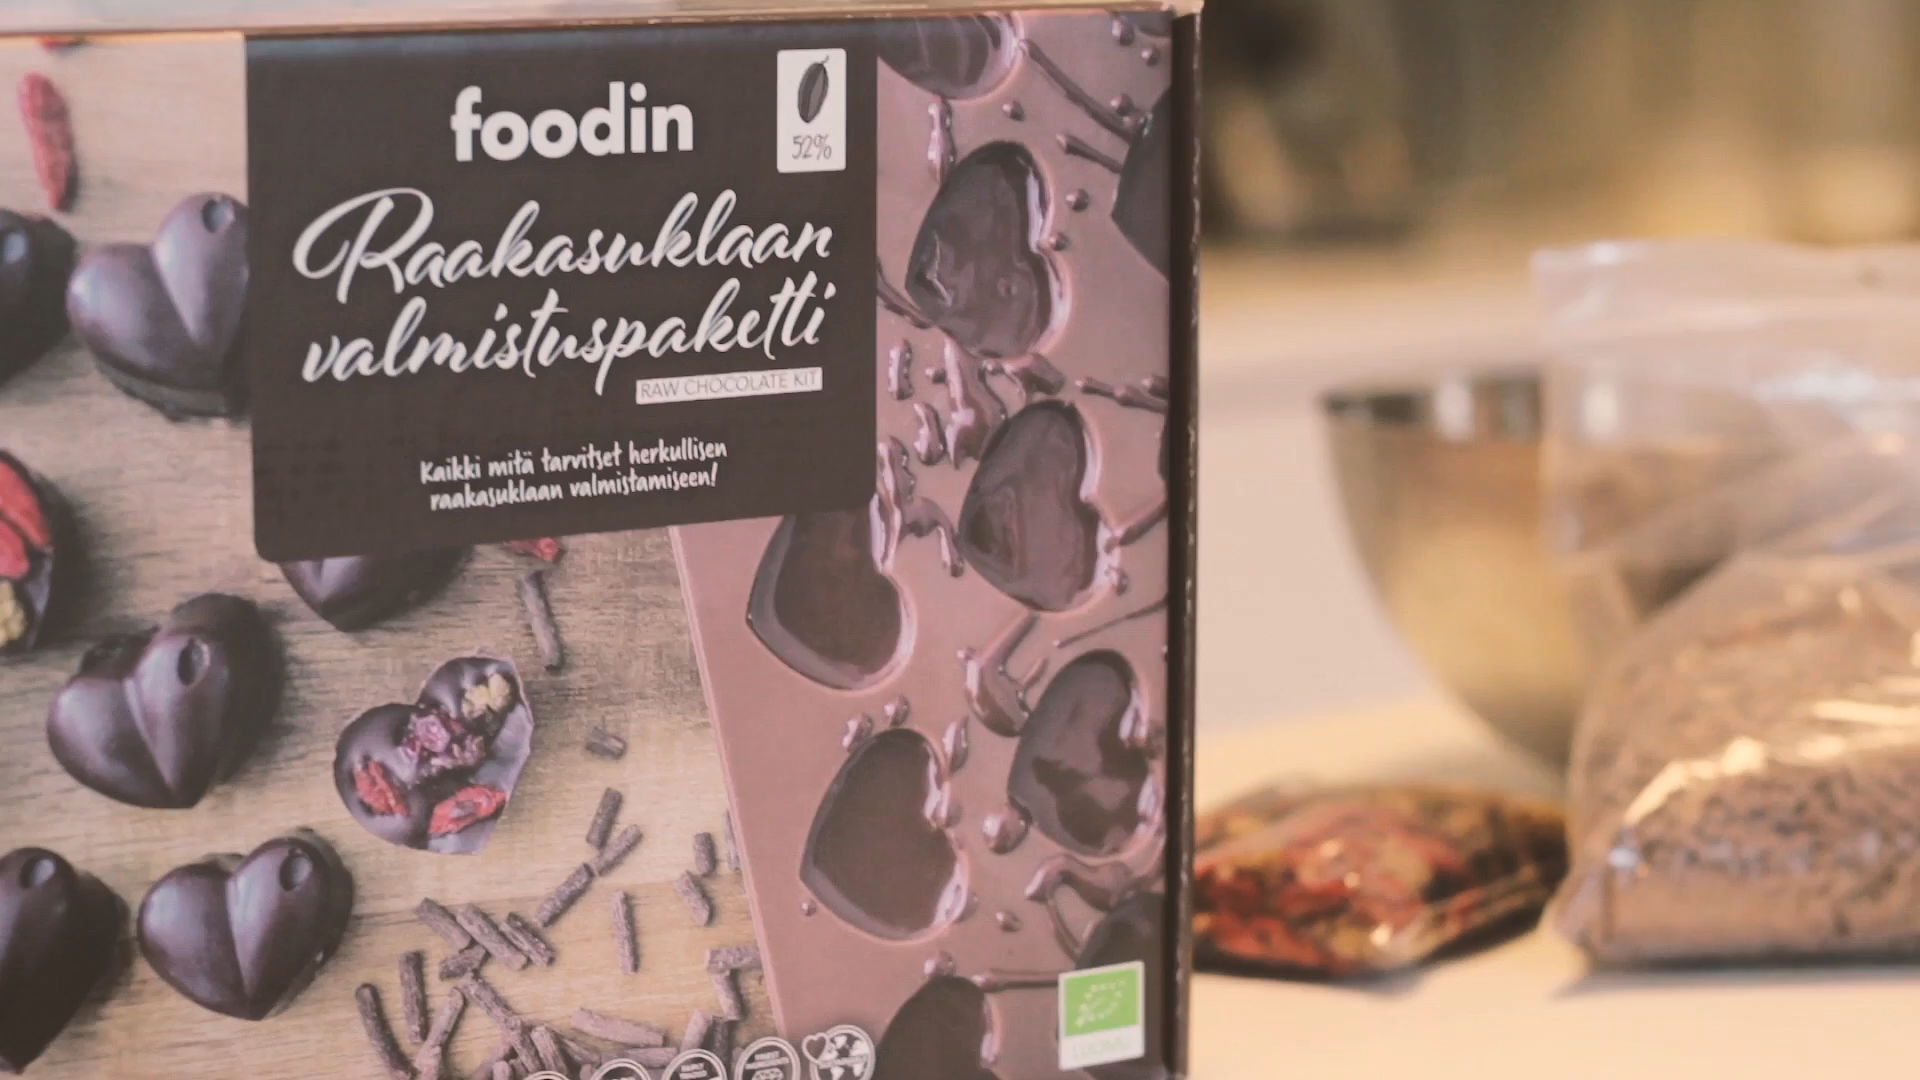 foodin
52%
Raakasuklaan
valmistuspaketti
RAW CHOCOLATE KIT
Kaikki mitä tarvitset herkullisen
raakasuklaan valmistamiseen!